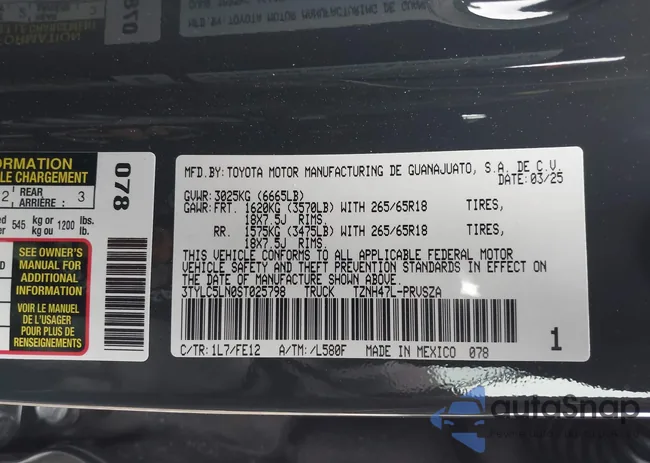 ORMATION
LE CHARGEMENT
2 REAR ARRIÈRE : 3
545 kg or kg ou 1200 lbs. lb.
SEE OWNER'S
MANUAL FOR
ADDITIONAL
INFORMATION
VOIR LE MANUEL
DE L'USAGER
POUR PLUS DE
RENSEIGNEMENTS
078
MFD.BY: TOYOTA MOTOR MANUFACTURING DE GUANAJUATO, S.A. DE C.V.
DATE: 03/25
GVWR: 3025KG (6665LB)
GAWR: FRT. 1620KG (3570LB) WITH 265/65R18 TIRES,
18X7.5J RIMS.
RR. 1575KG (3475LB) WITH 265/65R18 TIRES,
18X7.5J RIMS.
THIS VEHICLE CONFORMS TO ALL APPLICABLE FEDERAL MOTOR
VEHICLE SAFETY AND THEFT PREVENTION STANDARDS IN EFFECT ON
THE DATE OF MANUFACTURE SHOWN ABOVE.
3TYLC5LN0ST025798 TRUCK TZNH47L-PRVSZA
1
C/TR: 1L7/FE12 A/TM: /L580F MADE IN MEXICO 078
autoSnap